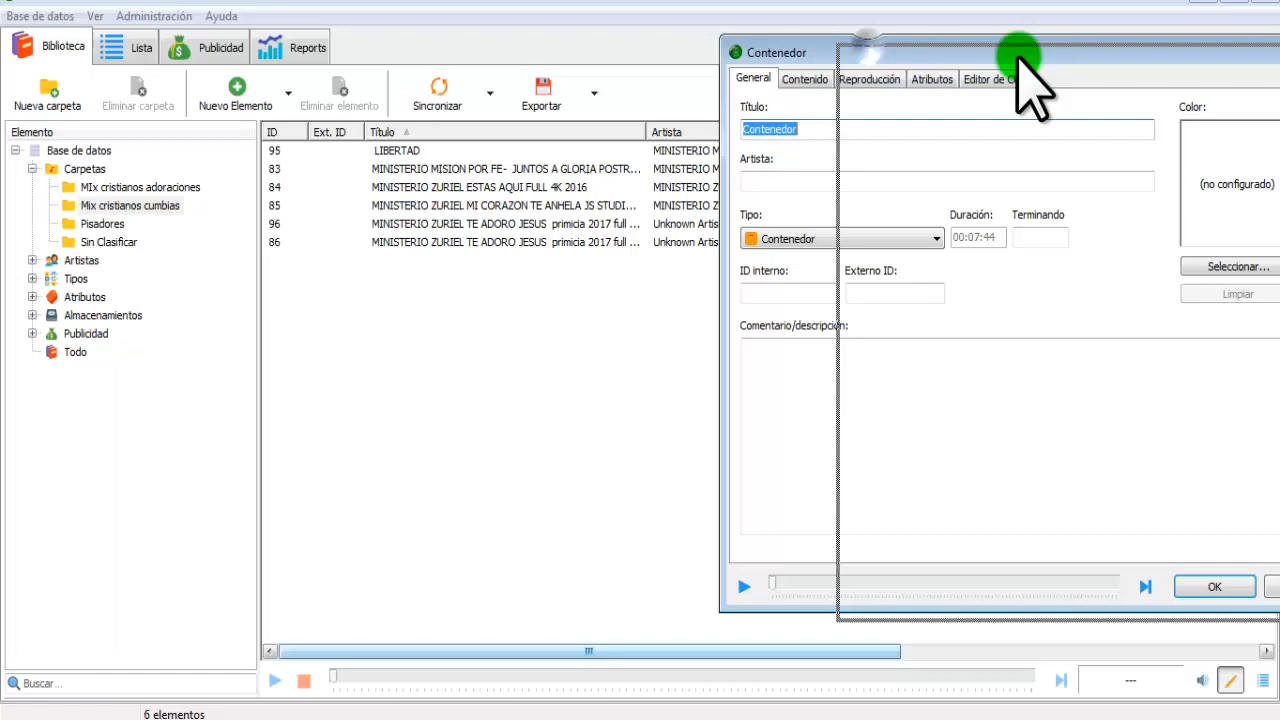 Base de datos Ver Administración Ayuda
Biblioteca Lista Publicidad Reports
Nueva carpeta Eliminar carpeta Nuevo Elemento Eliminar elemento Sincronizar Exportar
Elemento
Base de datos
Carpetas
MIx cristianos adoraciones
Mix cristianos cumbias
Pisadores
Sin Clasificar
Artistas
Tipos
Atributos
Almacenamientos
Publicidad
Todo
Buscar...
ID Ext. ID Título Artista
95 LIBERTAD MINISTERIO M
83 MINISTERIO MISION POR FE- JUNTOS A GLORIA POSTR... MINISTERIO M
84 MINISTERIO ZURIEL ESTAS AQUI FULL 4K 2016 MINISTERIO Z
85 MINISTERIO ZURIEL MI CORAZON TE ANHELA JS STUDI... MINISTERIO Z
96 MINISTERIO ZURIEL TE ADORO JESUS primicia 2017 full ... Unknown Artis
86 MINISTERIO ZURIEL TE ADORO JESUS primicia 2017 full ... Unknown Artis
Contenedor
General Contenido Reproducción Atributos Editor de C
Título: Color:
Contenedor
Artista:
(no configurado)
Tipo: Duración: Terminando
Contenedor 00:07:44
ID interno: Externo ID: Seleccionar...
Limpiar
Comentario/descripción:
OK
---
6 elementos